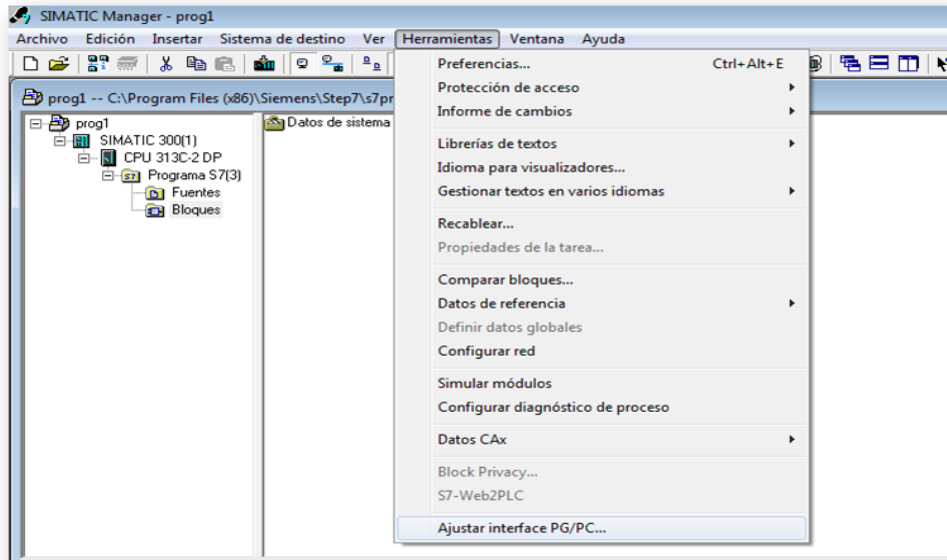 SIMATIC Manager - prog1
Archivo Edición Insertar Sistema de destino Ver Herramientas Ventana Ayuda
prog1 -- C:\Program Files (x86)\Siemens\Step7\s7pr
prog1
SIMATIC 300(1)
CPU 313C-2 DP
Programa S7(3)
Fuentes
Bloques
Datos de sistema
Preferencias... Ctrl+Alt+E
Protección de acceso
Informe de cambios
Librerías de textos
Idioma para visualizadores...
Gestionar textos en varios idiomas
Recablear...
Propiedades de la tarea...
Comparar bloques...
Datos de referencia
Definir datos globales
Configurar red
Simular módulos
Configurar diagnóstico de proceso
Datos CAx
Block Privacy...
S7-Web2PLC
Ajustar interface PG/PC...